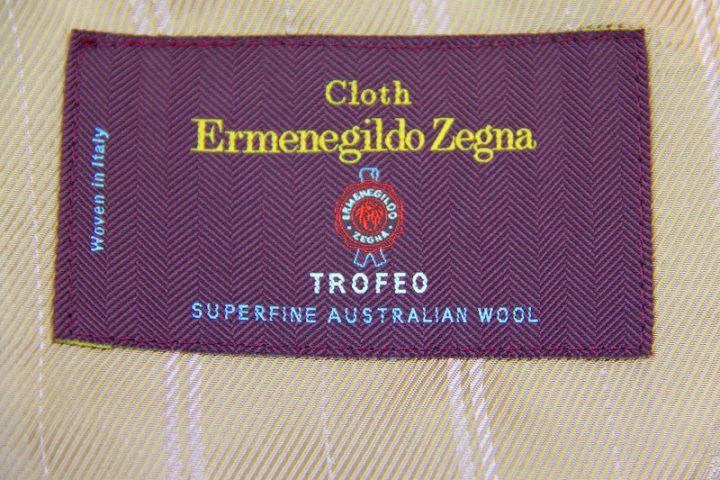 Cloth
Ermenegildo Zegna
Woven in Italy
ERMENEGILDO
ZEGNA
TROFEO
SUPERFINE AUSTRALIAN WOOL